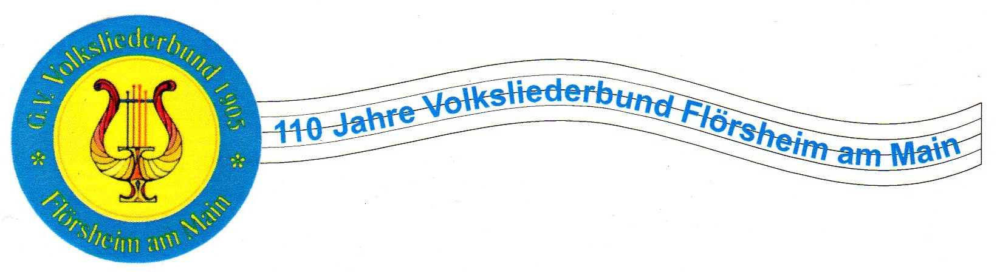 G.V. Volksliederbund 1905
* Flörsheim am Main *
110 Jahre Volksliederbund Flörsheim am Main